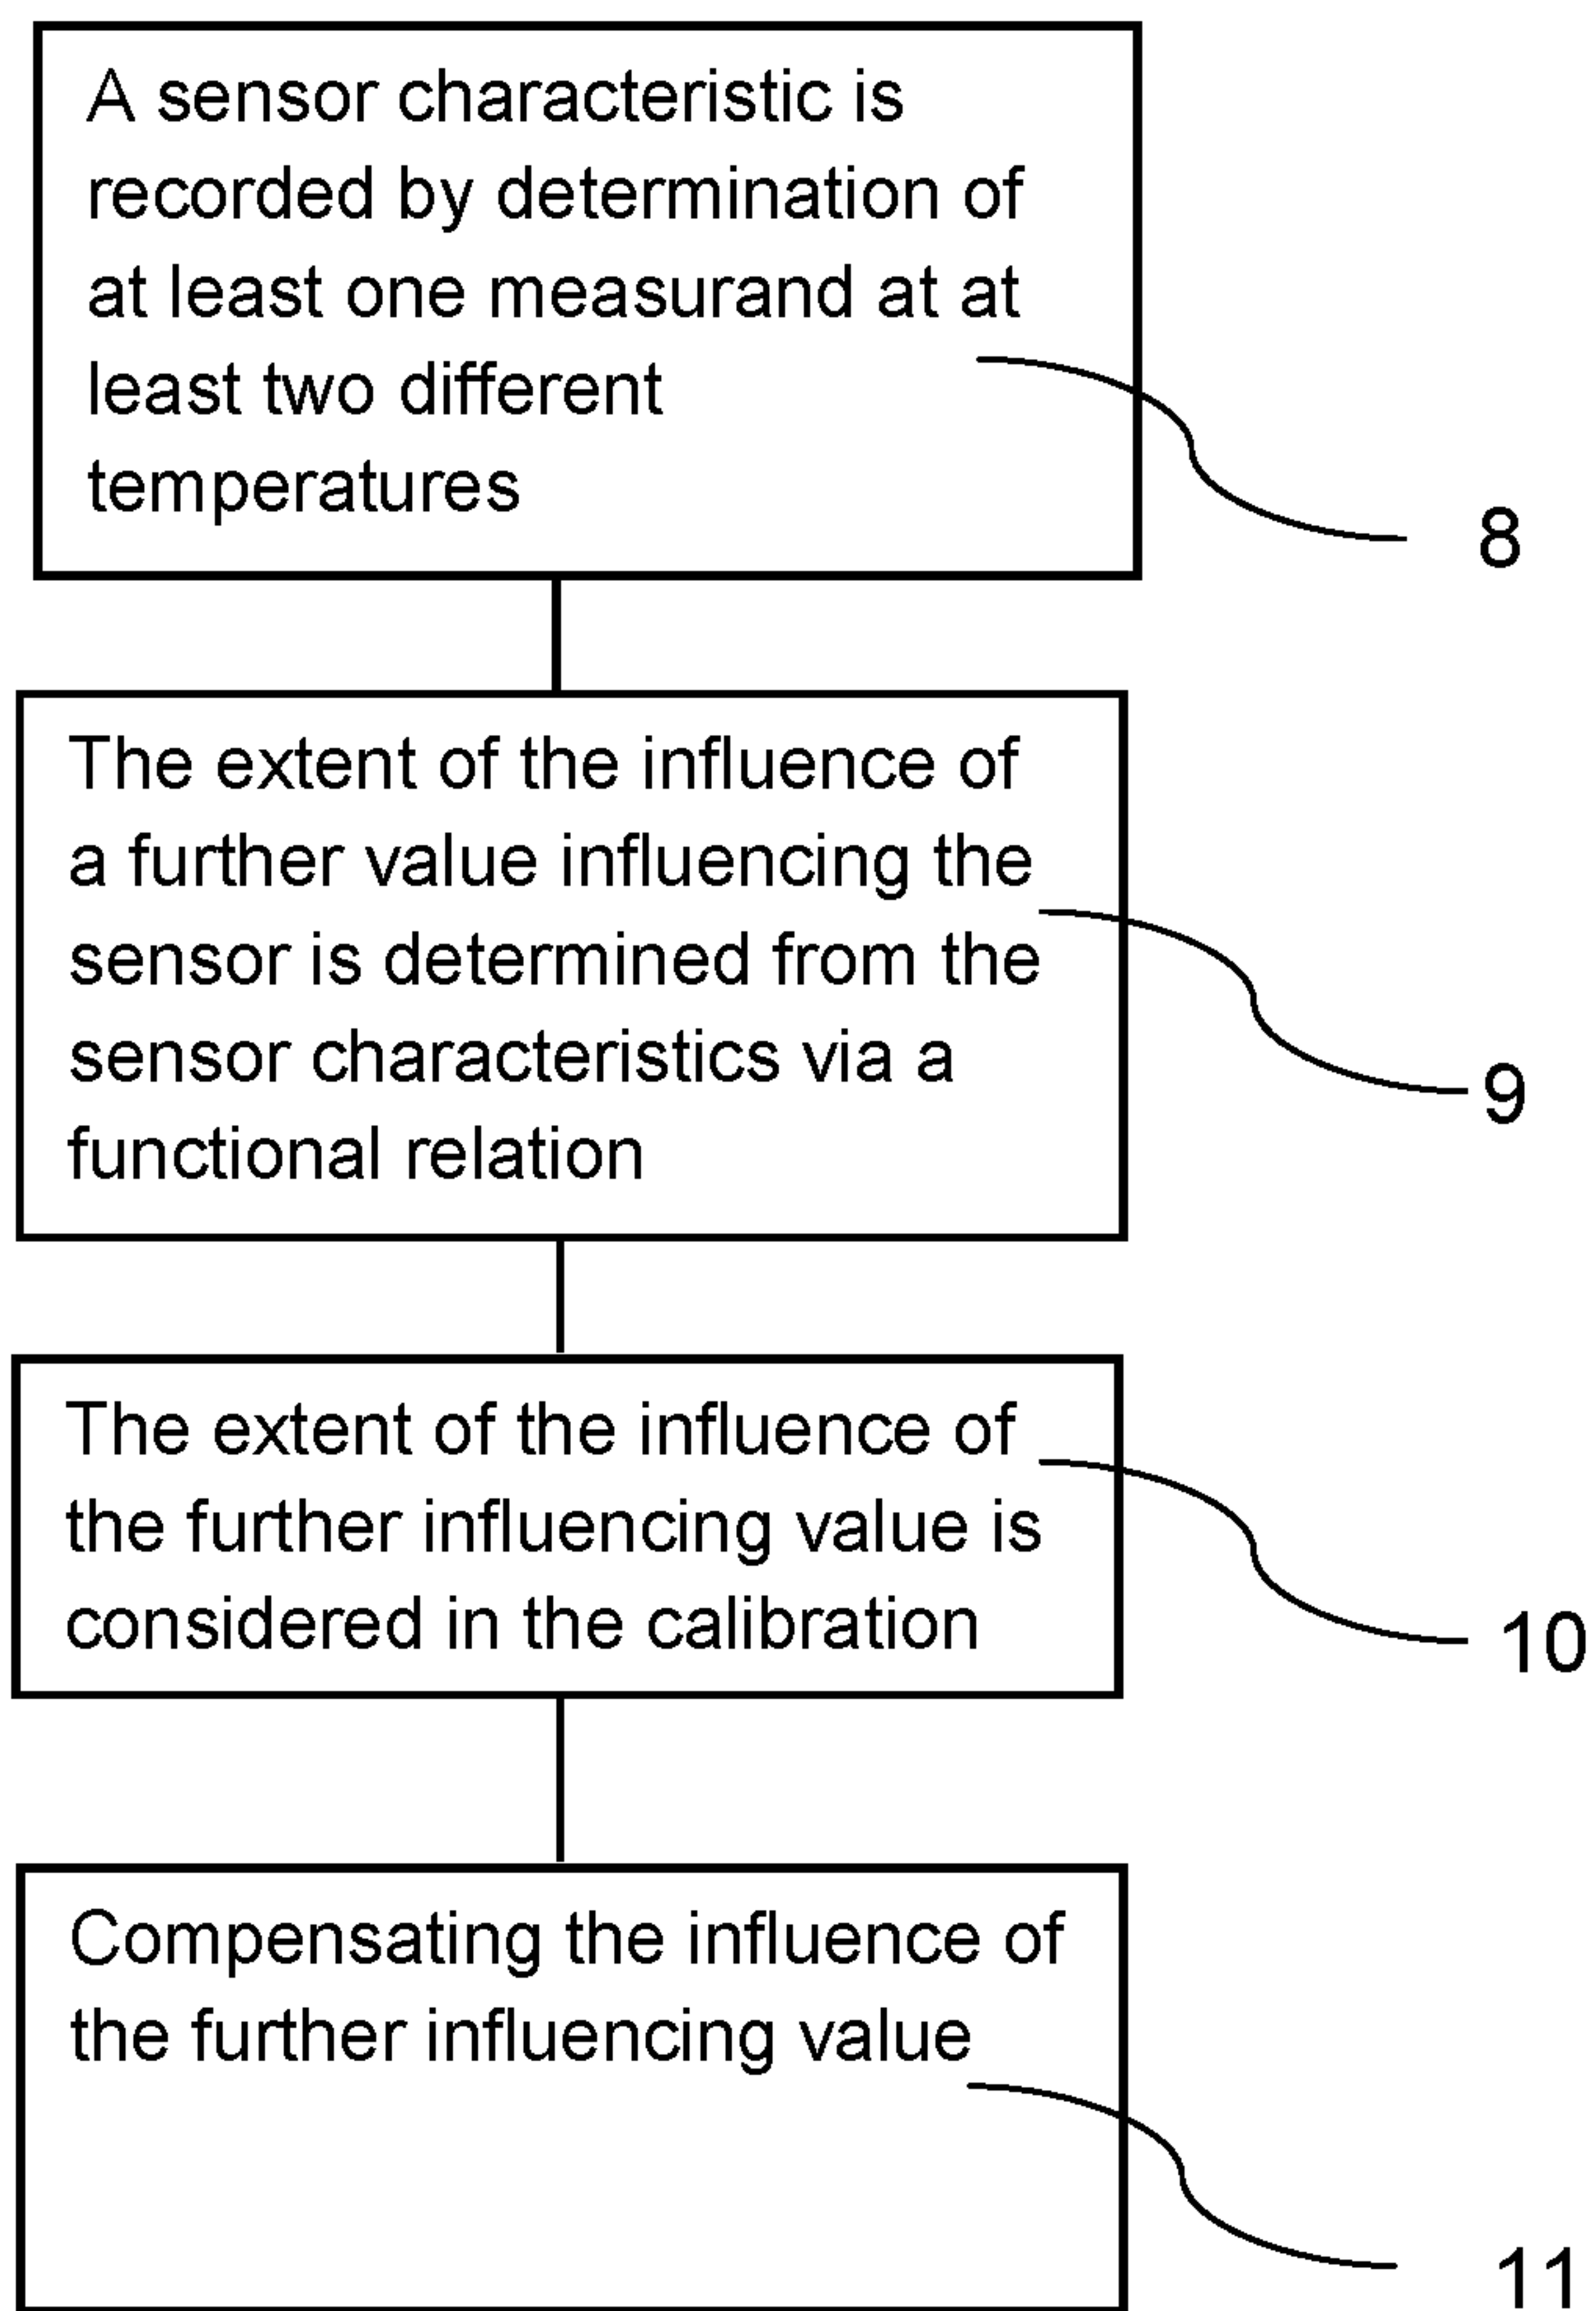 A sensor characteristic is
recorded by determination of
at least one measurand at at
least two different
temperatures
8
The extent of the influence of
a further value influencing the
sensor is determined from the
sensor characteristics via a
functional relation
9
The extent of the influence of
the further influencing value is
considered in the calibration
10
Compensating the influence of
the further influencing value
11